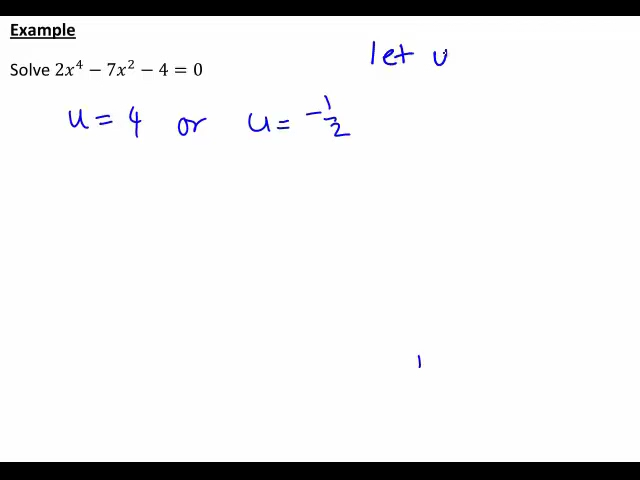 Example
let u
Solve 2x⁴ − 7x² − 4 = 0
u = 4 or u = -1/2